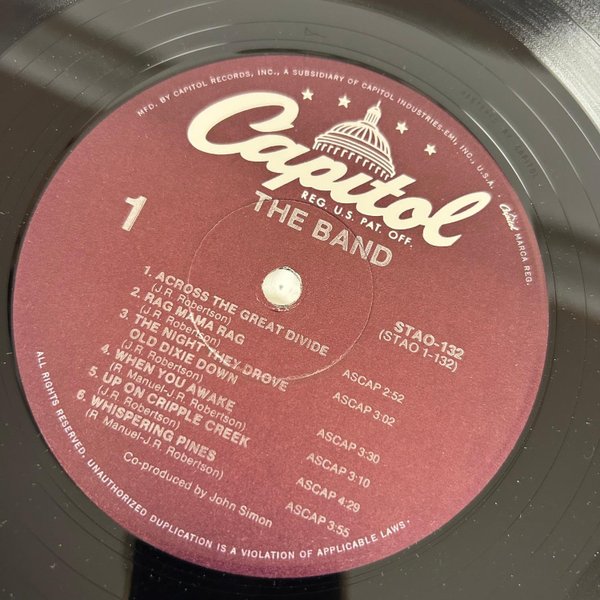 MFD. BY CAPITOL RECORDS, INC., A SUBSIDIARY OF CAPITOL INDUSTRIES-EMI, INC., U.S.A. • Capitol MARCA REG.
Capitol
REG. U.S. PAT. OFF.
THE BAND
1
STAO-132
(STAO 1-132)
1. ACROSS THE GREAT DIVIDE
(J.R. Robertson) ASCAP 2:52
2. RAG MAMA RAG
(J.R. Robertson) ASCAP 3:02
3. THE NIGHT THEY DROVE
OLD DIXIE DOWN
(J.R. Robertson) ASCAP 3:30
4. WHEN YOU AWAKE
(R. Manuel-J.R. Robertson) ASCAP 3:10
5. UP ON CRIPPLE CREEK
(J.R. Robertson) ASCAP 4:29
6. WHISPERING PINES
(R. Manuel-J.R. Robertson) ASCAP 3:55
Co-produced by John Simon
ALL RIGHTS RESERVED. UNAUTHORIZED DUPLICATION IS A VIOLATION OF APPLICABLE LAWS.